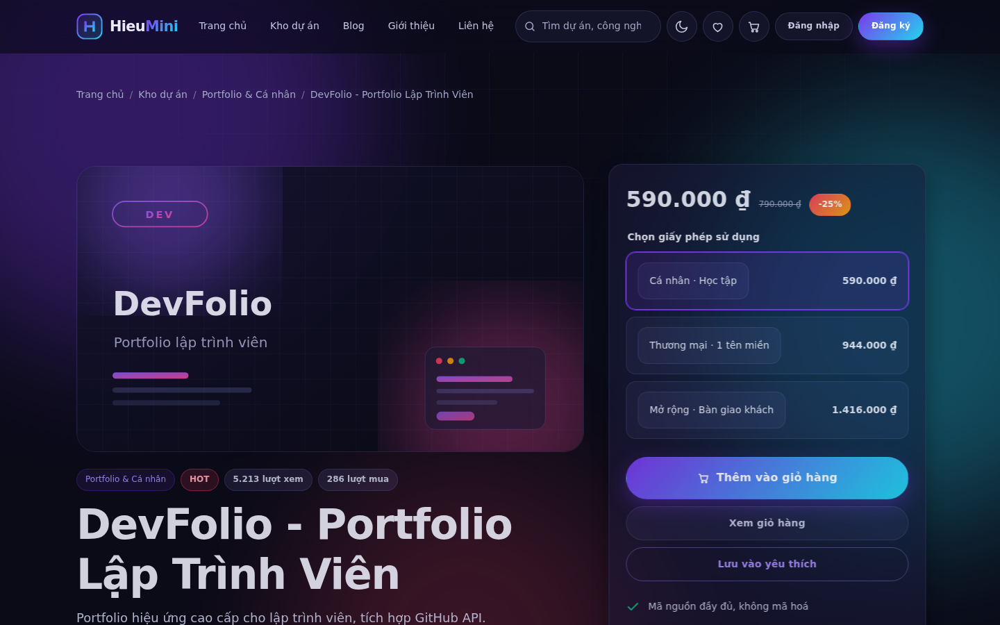 HieuMini
Trang chủ
Kho dự án
Blog
Giới thiệu
Liên hệ
Tìm dự án, công ngh
Đăng nhập
Đăng ký
Trang chủ / Kho dự án / Portfolio & Cá nhân / DevFolio - Portfolio Lập Trình Viên
DEV
DevFolio
Portfolio lập trình viên
Portfolio & Cá nhân
HOT
5.213 lượt xem
286 lượt mua
DevFolio - Portfolio
Lập Trình Viên
Portfolio hiệu ứng cao cấp cho lập trình viên, tích hợp GitHub API.
590.000 ₫ 790.000 ₫ -25%
Chọn giấy phép sử dụng
Cá nhân · Học tập 590.000 ₫
Thương mại · 1 tên miền 944.000 ₫
Mở rộng · Bàn giao khách 1.416.000 ₫
Thêm vào giỏ hàng
Xem giỏ hàng
Lưu vào yêu thích
Mã nguồn đầy đủ, không mã hoá